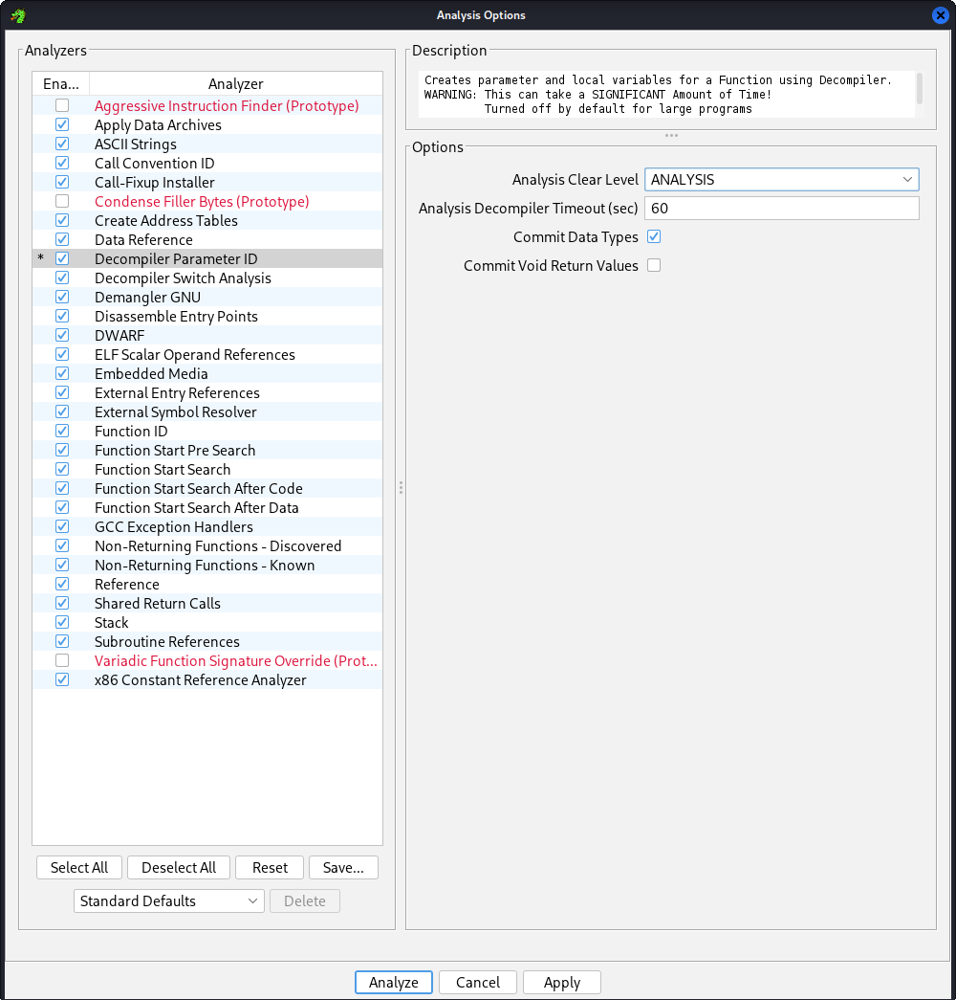 Analysis Options
Analyzers
Ena...
Analyzer
Aggressive Instruction Finder (Prototype)
Apply Data Archives
ASCII Strings
Call Convention ID
Call-Fixup Installer
Condense Filler Bytes (Prototype)
Create Address Tables
Data Reference
* Decompiler Parameter ID
Decompiler Switch Analysis
Demangler GNU
Disassemble Entry Points
DWARF
ELF Scalar Operand References
Embedded Media
External Entry References
External Symbol Resolver
Function ID
Function Start Pre Search
Function Start Search
Function Start Search After Code
Function Start Search After Data
GCC Exception Handlers
Non-Returning Functions - Discovered
Non-Returning Functions - Known
Reference
Shared Return Calls
Stack
Subroutine References
Variadic Function Signature Override (Prot...
x86 Constant Reference Analyzer
Select All
Deselect All
Reset
Save...
Standard Defaults
Delete
Description
Creates parameter and local variables for a Function using Decompiler.
WARNING: This can take a SIGNIFICANT Amount of Time!
Turned off by default for large programs
Options
Analysis Clear Level ANALYSIS
Analysis Decompiler Timeout (sec) 60
Commit Data Types
Commit Void Return Values
Analyze
Cancel
Apply